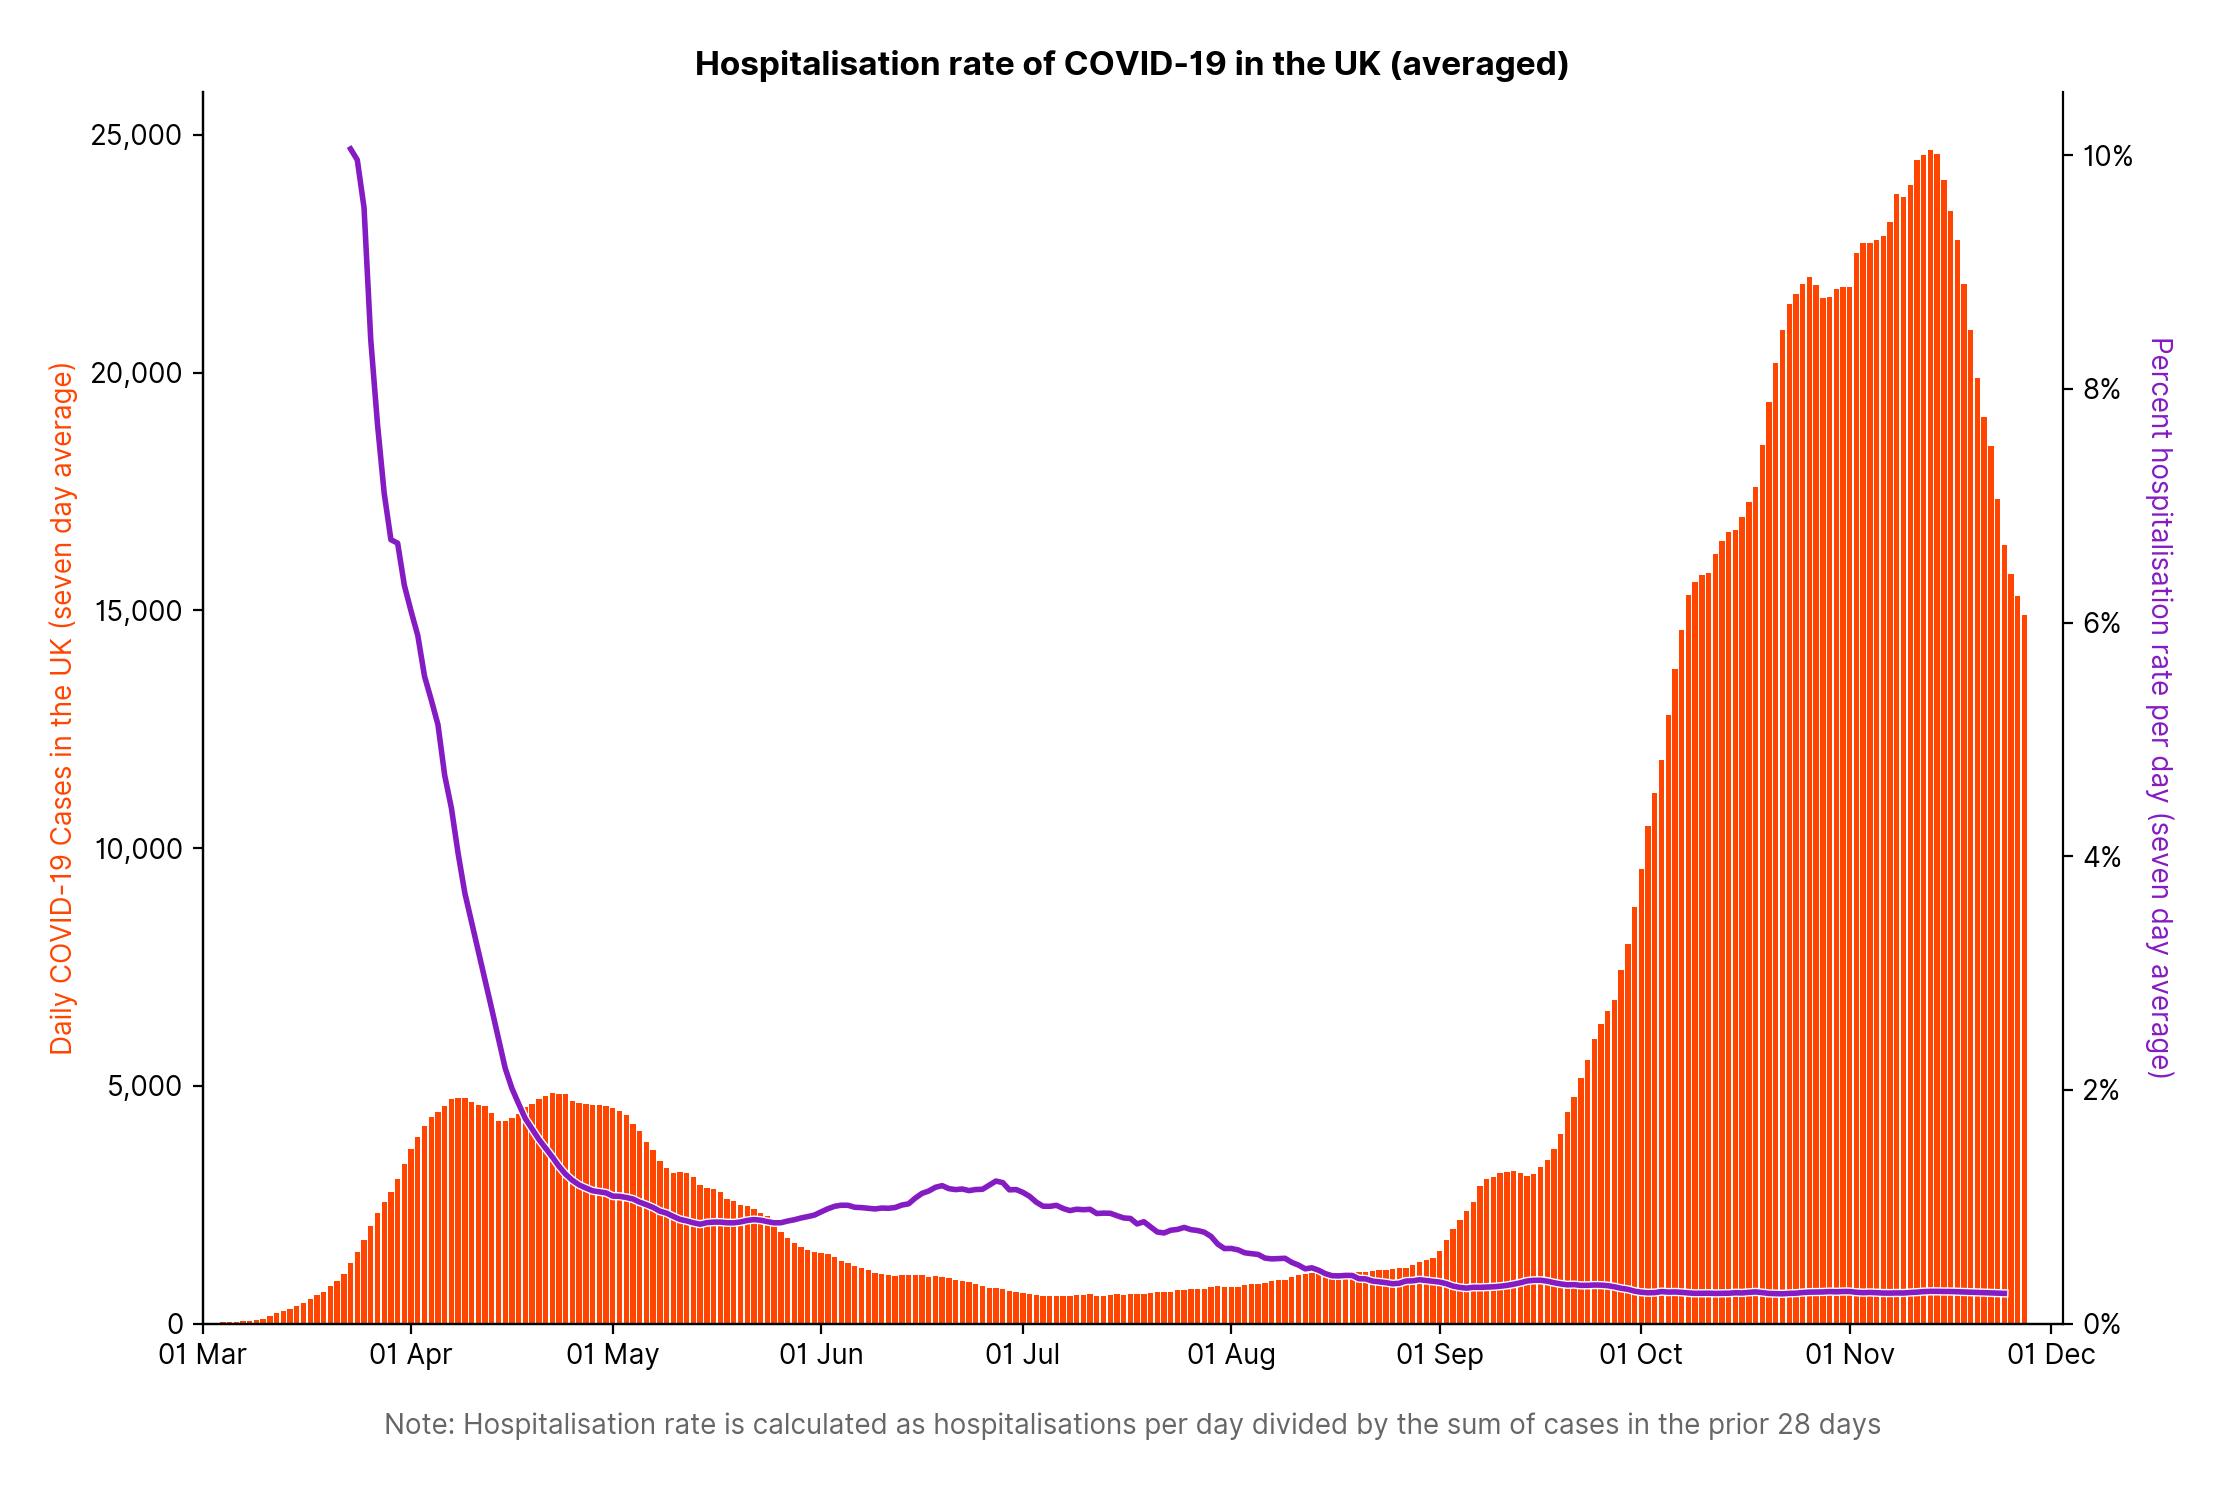 Hospitalisation rate of COVID-19 in the UK (averaged)
Daily COVID-19 Cases in the UK (seven day average)
25,000
20,000
15,000
10,000
5,000
0
10%
8%
6%
4%
2%
0%
Percent hospitalisation rate per day (seven day average)
01 Mar 01 Apr 01 May 01 Jun 01 Jul 01 Aug 01 Sep 01 Oct 01 Nov 01 Dec
Note: Hospitalisation rate is calculated as hospitalisations per day divided by the sum of cases in the prior 28 days